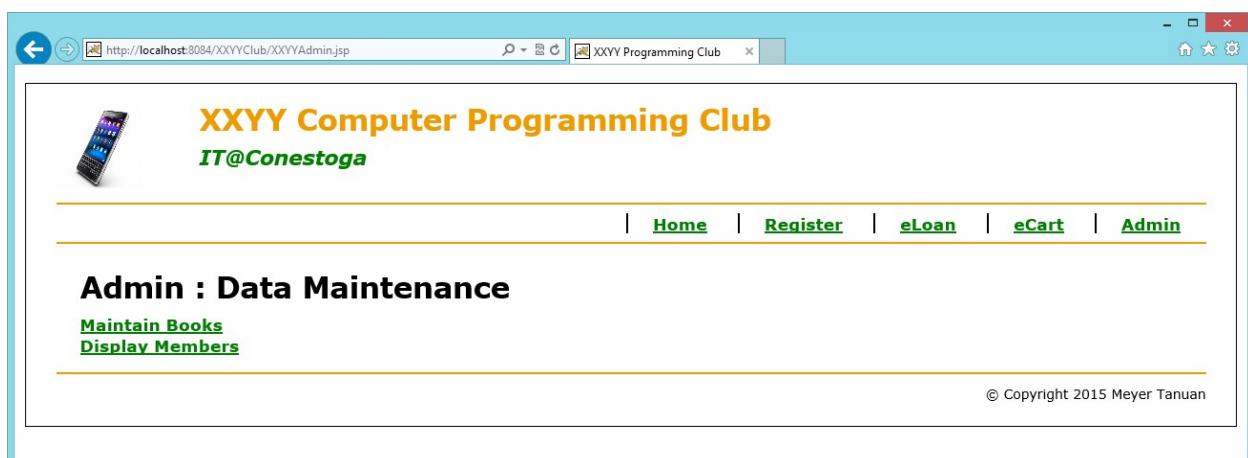 http://localhost:8084/XXYYClub/XXYYAdmin.jsp
XXYY Programming Club
XXYY Computer Programming Club
IT@Conestoga
| Home | Register | eLoan | eCart | Admin
Admin : Data Maintenance
Maintain Books
Display Members
© Copyright 2015 Meyer Tanuan